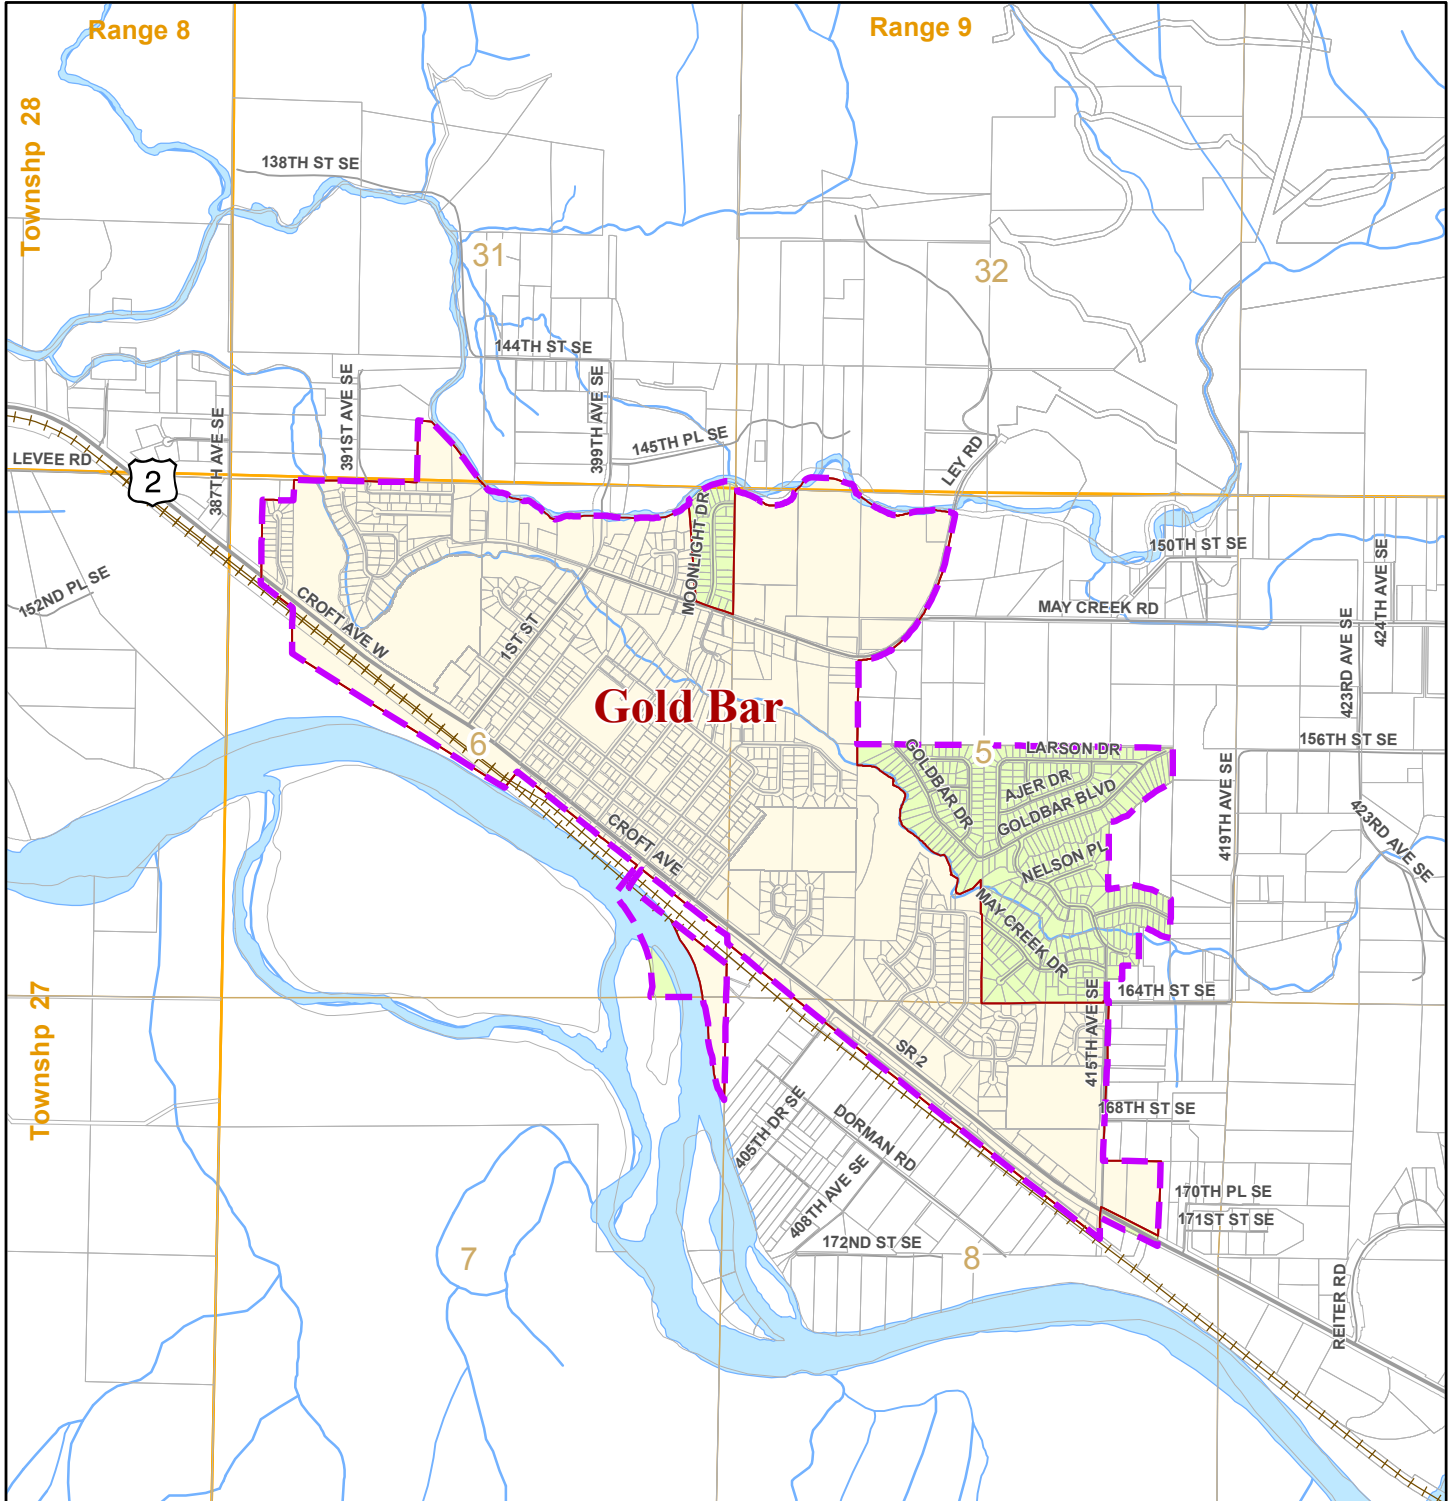 Range 8
Range 9
Townshp 28
138TH ST SE
31
32
144TH ST SE
391ST AVE SE
399TH AVE SE
145TH PL SE
387TH AVE SE
LEVEE RD
2
LEY RD
MOONLIGHT DR
150TH ST SE
424TH AVE SE
152ND PL SE
CROFT AVE W
1ST ST
MAY CREEK RD
423RD AVE SE
Gold Bar
6
5
LARSON DR
156TH ST SE
GOLDBAR DR
AJER DR
GOLDBAR BLVD
419TH AVE SE
423RD AVE SE
CROFT AVE
NELSON PL
MAY CREEK DR
164TH ST SE
Townshp 27
415TH AVE SE
SR 2
168TH ST SE
405TH DR SE
DORMAN RD
408TH AVE SE
170TH PL SE
171ST ST SE
172ND ST SE
7
8
REITER RD